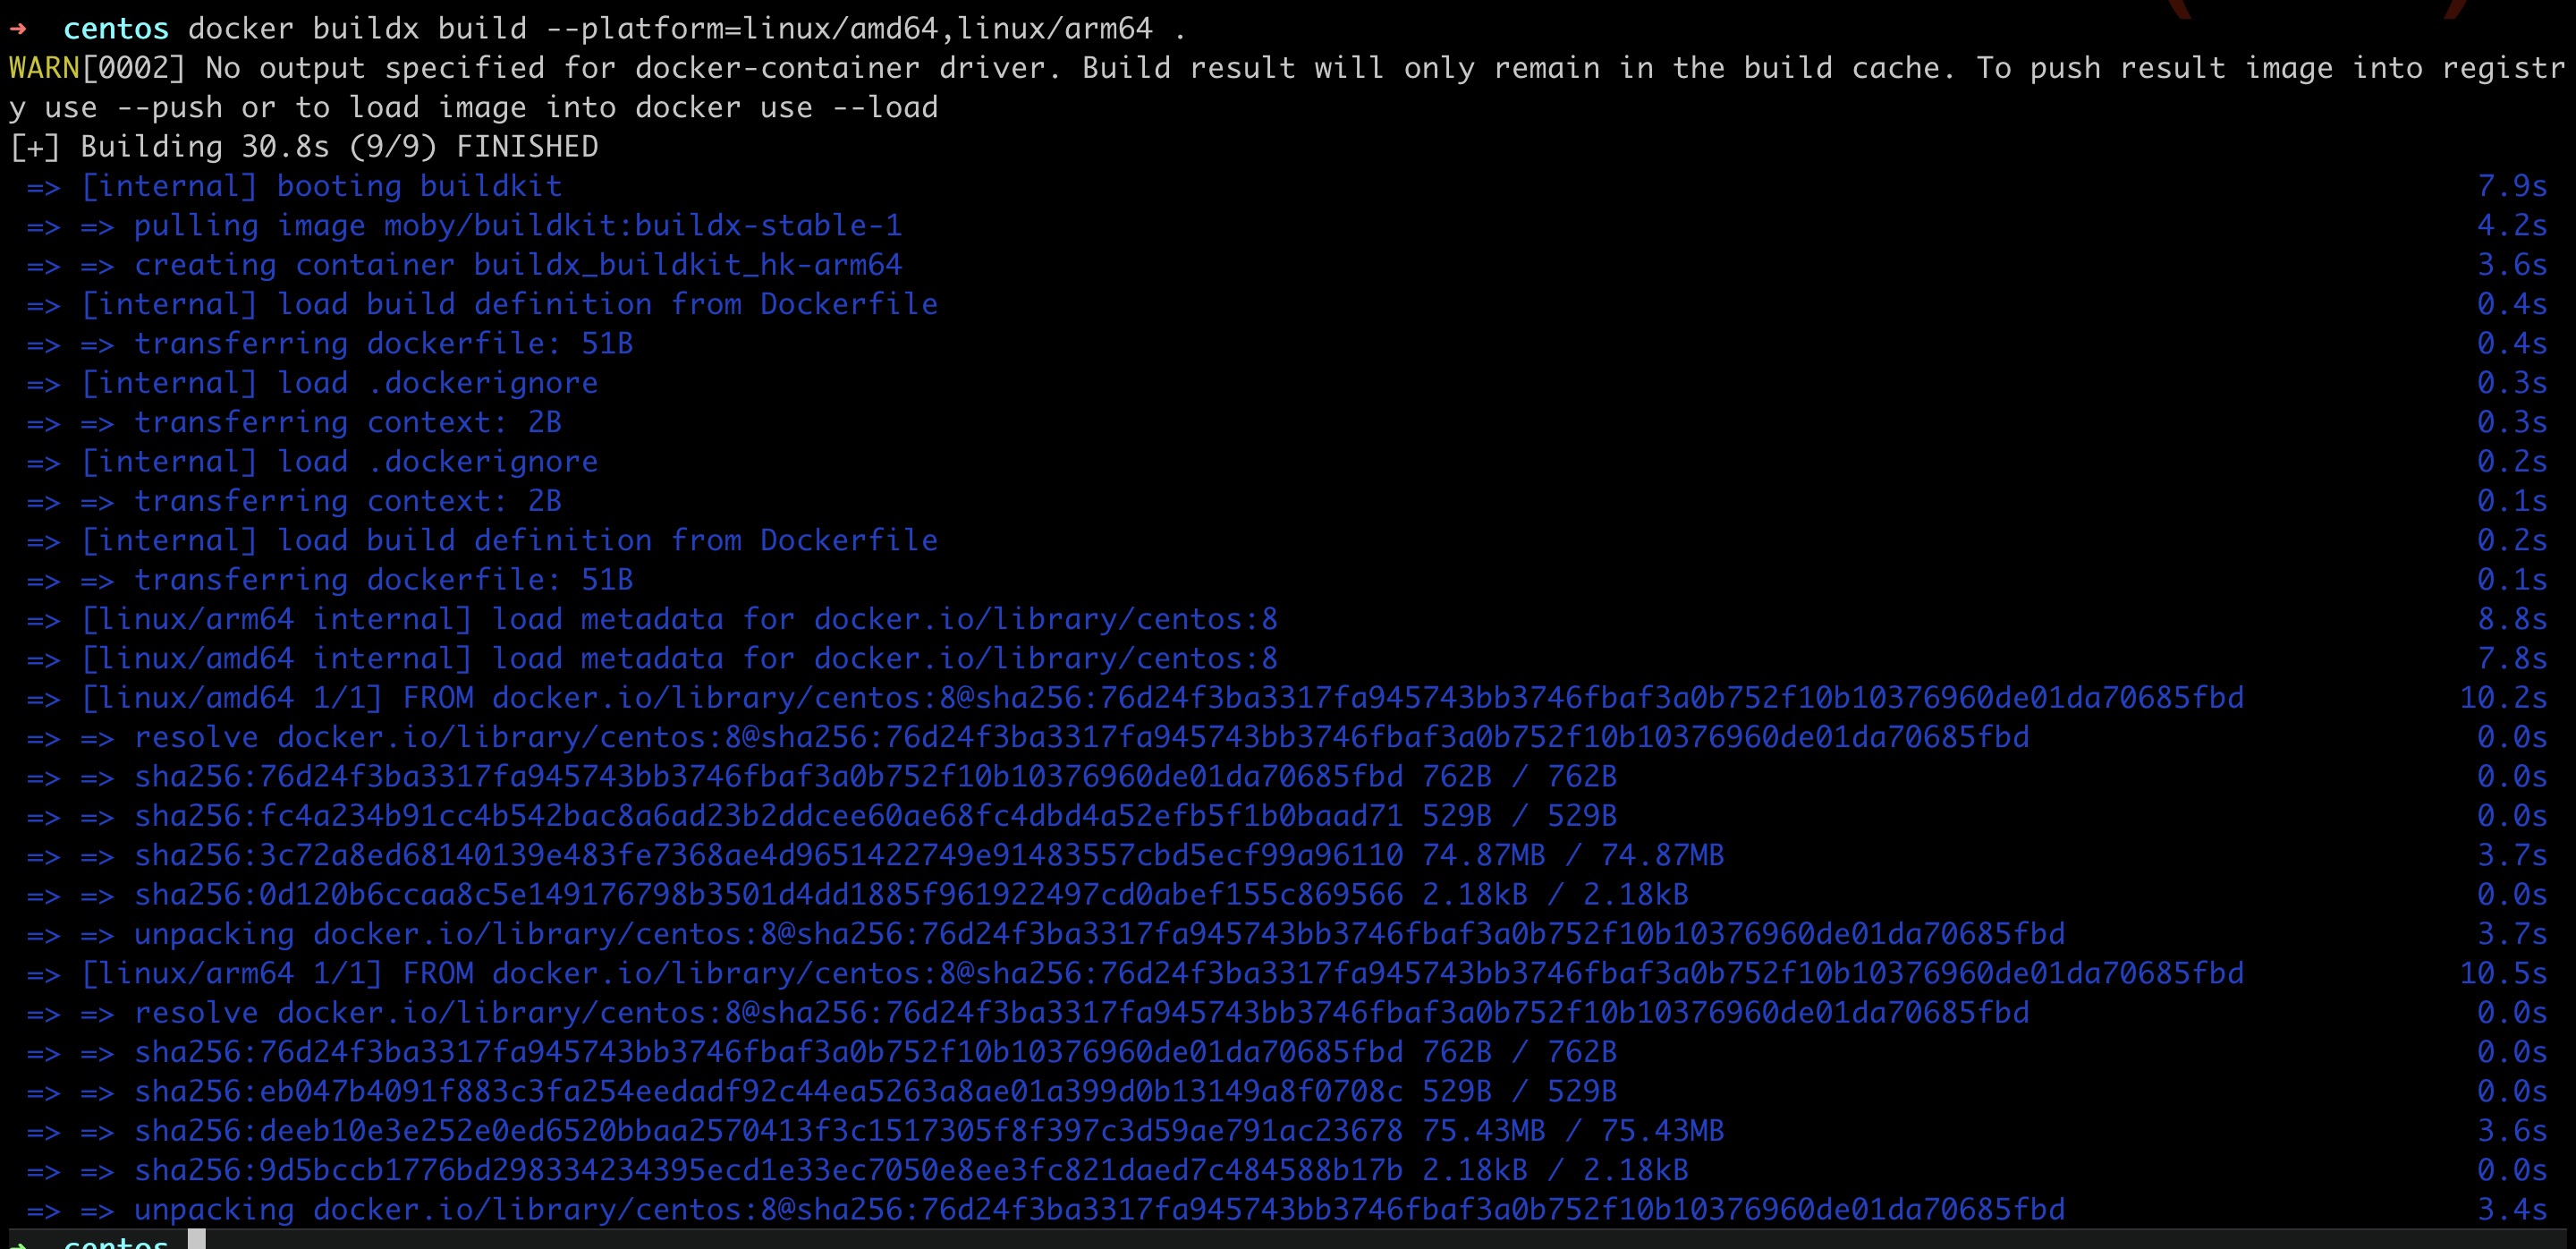 ➜  centos docker buildx build --platform=linux/amd64,linux/arm64 .
WARN[0002] No output specified for docker-container driver. Build result will only remain in the build cache. To push result image into registr
y use --push or to load image into docker use --load
[+] Building 30.8s (9/9) FINISHED
=> [internal] booting buildkit 7.9s
=> => pulling image moby/buildkit:buildx-stable-1 4.2s
=> => creating container buildx_buildkit_hk-arm64 3.6s
=> [internal] load build definition from Dockerfile 0.4s
=> => transferring dockerfile: 51B 0.4s
=> [internal] load .dockerignore 0.3s
=> => transferring context: 2B 0.3s
=> [internal] load .dockerignore 0.2s
=> => transferring context: 2B 0.1s
=> [internal] load build definition from Dockerfile 0.2s
=> => transferring dockerfile: 51B 0.1s
=> [linux/arm64 internal] load metadata for docker.io/library/centos:8 8.8s
=> [linux/amd64 internal] load metadata for docker.io/library/centos:8 7.8s
=> [linux/amd64 1/1] FROM docker.io/library/centos:8@sha256:76d24f3ba3317fa945743bb3746fbaf3a0b752f10b10376960de01da70685fbd 10.2s
=> => resolve docker.io/library/centos:8@sha256:76d24f3ba3317fa945743bb3746fbaf3a0b752f10b10376960de01da70685fbd 0.0s
=> => sha256:76d24f3ba3317fa945743bb3746fbaf3a0b752f10b10376960de01da70685fbd 762B / 762B 0.0s
=> => sha256:fc4a234b91cc4b542bac8a6ad23b2ddcee60ae68fc4dbd4a52efb5f1b0baad71 529B / 529B 0.0s
=> => sha256:3c72a8ed68140139e483fe7368ae4d9651422749e91483557cbd5ecf99a96110 74.87MB / 74.87MB 3.7s
=> => sha256:0d120b6ccaa8c5e149176798b3501d4dd1885f961922497cd0abef155c869566 2.18kB / 2.18kB 0.0s
=> => unpacking docker.io/library/centos:8@sha256:76d24f3ba3317fa945743bb3746fbaf3a0b752f10b10376960de01da70685fbd 3.7s
=> [linux/arm64 1/1] FROM docker.io/library/centos:8@sha256:76d24f3ba3317fa945743bb3746fbaf3a0b752f10b10376960de01da70685fbd 10.5s
=> => resolve docker.io/library/centos:8@sha256:76d24f3ba3317fa945743bb3746fbaf3a0b752f10b10376960de01da70685fbd 0.0s
=> => sha256:76d24f3ba3317fa945743bb3746fbaf3a0b752f10b10376960de01da70685fbd 762B / 762B 0.0s
=> => sha256:eb047b4091f883c3fa254eedadf92c44ea5263a8ae01a399d0b13149a8f0708c 529B / 529B 0.0s
=> => sha256:deeb10e3e252e0ed6520bbaa2570413f3c1517305f8f397c3d59ae791ac23678 75.43MB / 75.43MB 3.6s
=> => sha256:9d5bccb1776bd298334234395ecd1e33ec7050e8ee3fc821daed7c484588b17b 2.18kB / 2.18kB 0.0s
=> => unpacking docker.io/library/centos:8@sha256:76d24f3ba3317fa945743bb3746fbaf3a0b752f10b10376960de01da70685fbd 3.4s
➜  centos